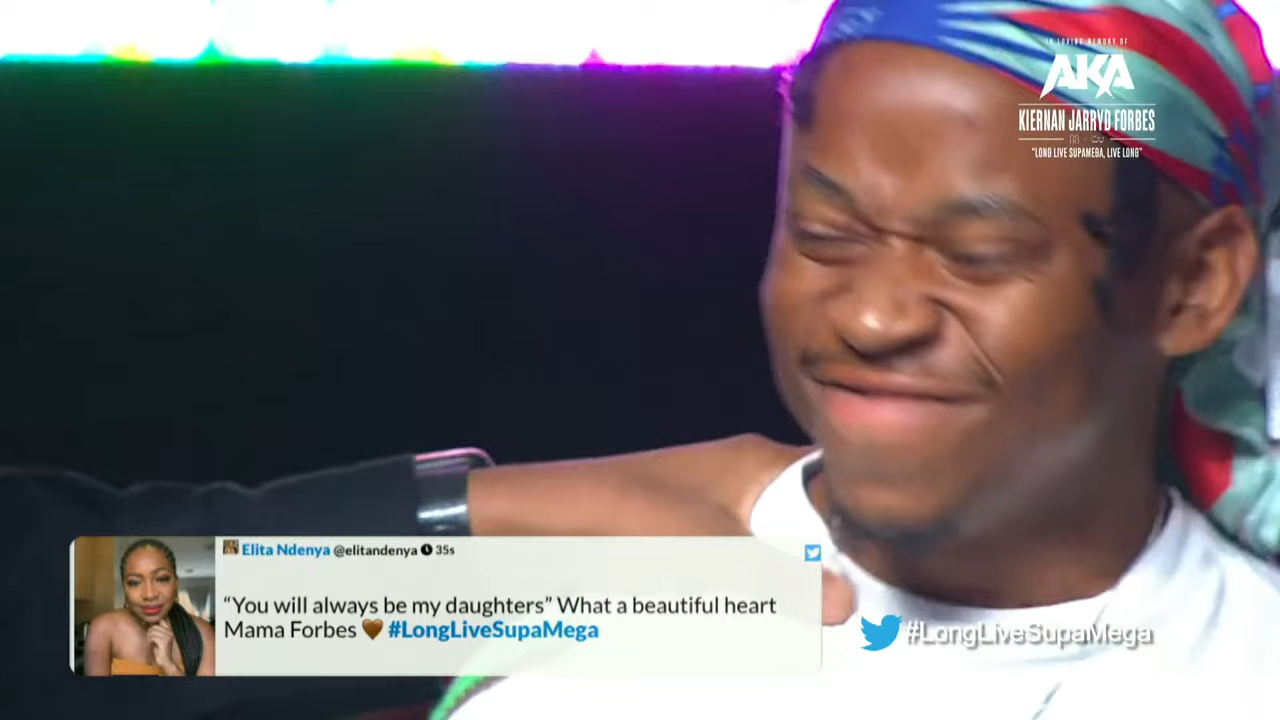 IN LOVING MEMORY OF
AKA
KIERNAN JARRYD FORBES
"LONG LIVE SUPAMEGA, LIVE LONG"
Elita Ndenya @elitandenya 35s
“You will always be my daughters” What a beautiful heart
Mama Forbes 🤎 #LongLiveSupaMega
#LongLiveSupaMega